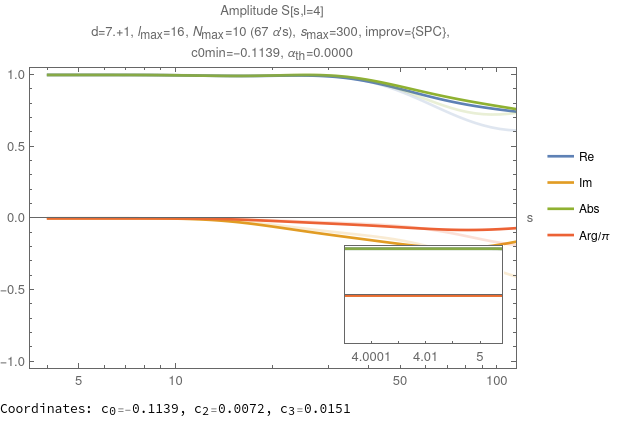 Amplitude S[s,l=4]
d=7.+1, lmax=16, Nmax=10 (67 α's), smax=300, improv={SPC},
c0min=−0.1139, αth=0.0000
1.0
0.5
0.0
−0.5
−1.0
s
5
10
50
100
4.0001
4.01
5
Re
Im
Abs
Arg/π
Coordinates: c0=-0.1139, c2=0.0072, c3=0.0151